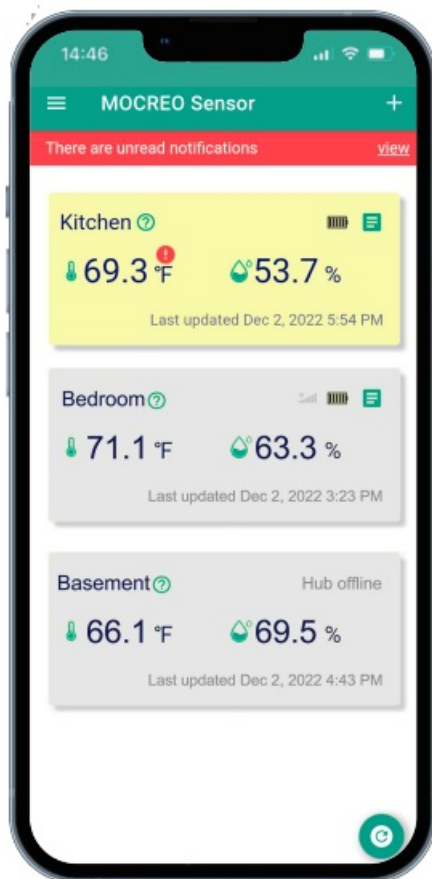 14:46
MOCREO Sensor +
There are unread notifications view
Kitchen ?
69.3 °F ! 53.7 %
Last updated Dec 2, 2022 5:54 PM
Bedroom ?
71.1 °F 63.3 %
Last updated Dec 2, 2022 3:23 PM
Basement ? Hub offline
66.1 °F 69.5 %
Last updated Dec 2, 2022 4:43 PM